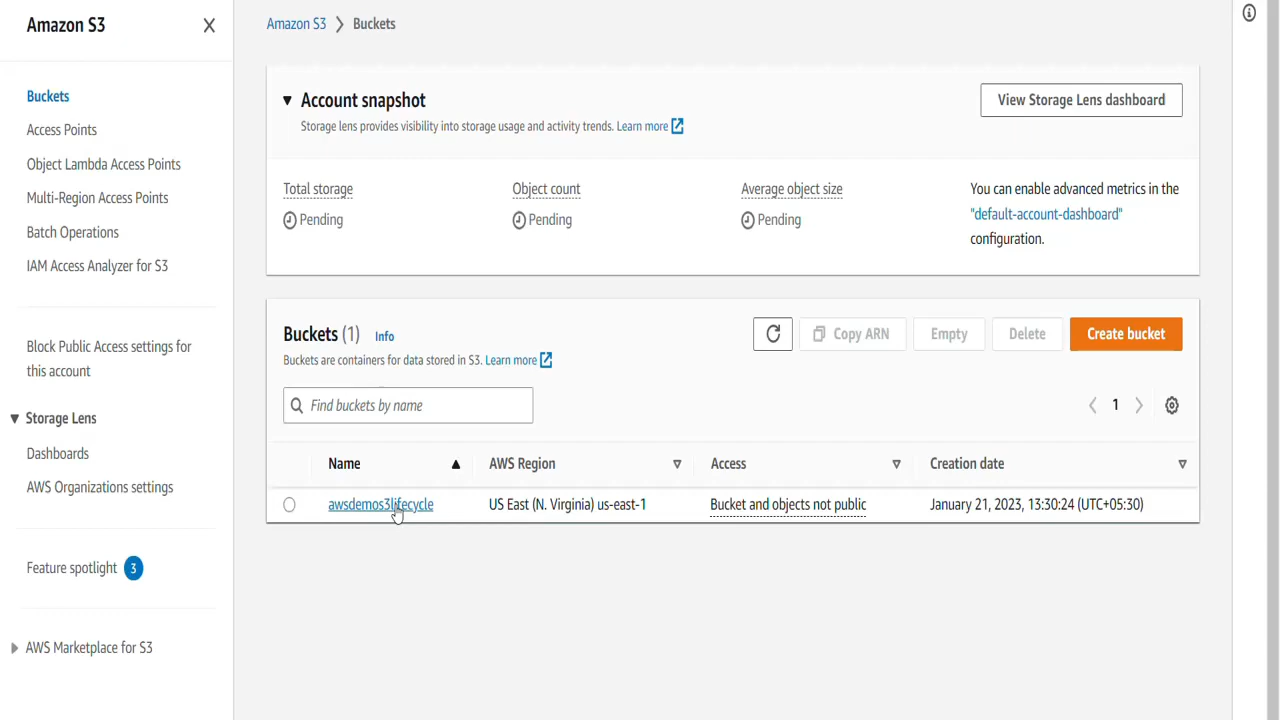 Amazon S3
Amazon S3 Buckets
Buckets
Access Points
Object Lambda Access Points
Multi-Region Access Points
Batch Operations
IAM Access Analyzer for S3
Block Public Access settings for
this account
Storage Lens
Dashboards
AWS Organizations settings
Feature spotlight 3
AWS Marketplace for S3
Account snapshot
View Storage Lens dashboard
Storage lens provides visibility into storage usage and activity trends. Learn more
Total storage
Pending
Object count
Pending
Average object size
Pending
You can enable advanced metrics in the
"default-account-dashboard"
configuration.
Buckets (1) Info
Buckets are containers for data stored in S3. Learn more
Copy ARN
Empty
Delete
Create bucket
Find buckets by name
1
Name AWS Region Access Creation date
awsdemos3lifecycle US East (N. Virginia) us-east-1 Bucket and objects not public January 21, 2023, 13:30:24 (UTC+05:30)